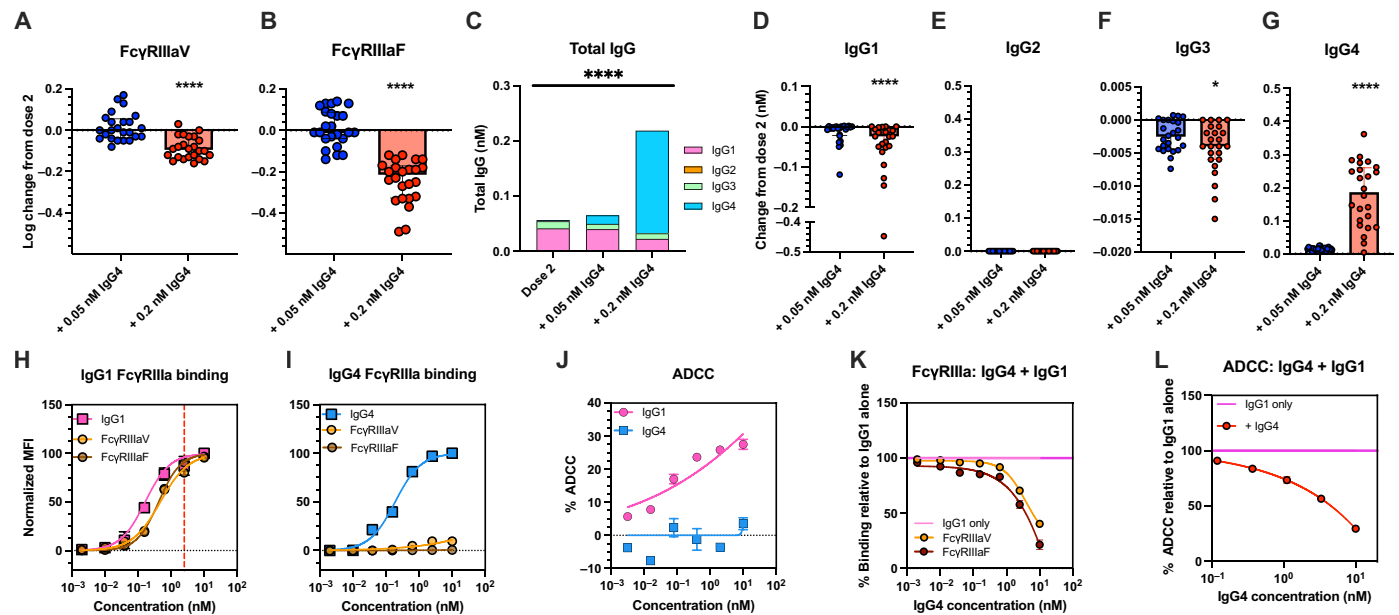 A
FcγRIIIaV
Log change from dose 2
****
0.2
0.0
−0.2
−0.4
+ 0.05 nM IgG4
+ 0.2 nM IgG4
B
FcγRIIIaF
****
0.2
0.0
−0.2
−0.4
+ 0.05 nM IgG4
+ 0.2 nM IgG4
C
Total IgG
****
Total IgG (nM)
0.3
0.2
0.1
0.0
IgG1
IgG2
IgG3
IgG4
Dose 2
+ 0.05 nM IgG4
+ 0.2 nM IgG4
D
IgG1
Change from dose 2 (nM)
****
0.1
0.0
−0.1
−0.2
−0.5
+ 0.05 nM IgG4
+ 0.2 nM IgG4
E
IgG2
0.5
0.4
0.3
0.2
0.1
0.0
+ 0.05 nM IgG4
+ 0.2 nM IgG4
F
IgG3
*
0.005
0.000
−0.005
−0.010
−0.015
−0.020
+ 0.05 nM IgG4
+ 0.2 nM IgG4
G
IgG4
****
0.5
0.4
0.3
0.2
0.1
0.0
+ 0.05 nM IgG4
+ 0.2 nM IgG4
H
IgG1 FcγRIIIa binding
Normalized MFI
150
100
50
0
IgG1
FcγRIIIaV
FcγRIIIaF
10⁻³ 10⁻² 10⁻¹ 10⁰ 10¹ 10²
Concentration (nM)
I
IgG4 FcγRIIIa binding
150
100
50
0
IgG4
FcγRIIIaV
FcγRIIIaF
10⁻³ 10⁻² 10⁻¹ 10⁰ 10¹ 10²
Concentration (nM)
J
ADCC
% ADCC
40
30
20
10
0
−10
IgG1
IgG4
10⁻³ 10⁻² 10⁻¹ 10⁰ 10¹ 10²
Concentration (nM)
K
FcγRIIIa: IgG4 + IgG1
% Binding relative to IgG1 alone
150
100
50
0
IgG1 only
FcγRIIIaV
FcγRIIIaF
10⁻³ 10⁻² 10⁻¹ 10⁰ 10¹ 10²
IgG4 concentration (nM)
L
ADCC: IgG4 + IgG1
% ADCC relative to IgG1 alone
150
100
50
0
IgG1 only
+ IgG4
10⁻¹ 10⁰ 10¹
IgG4 concentration (nM)